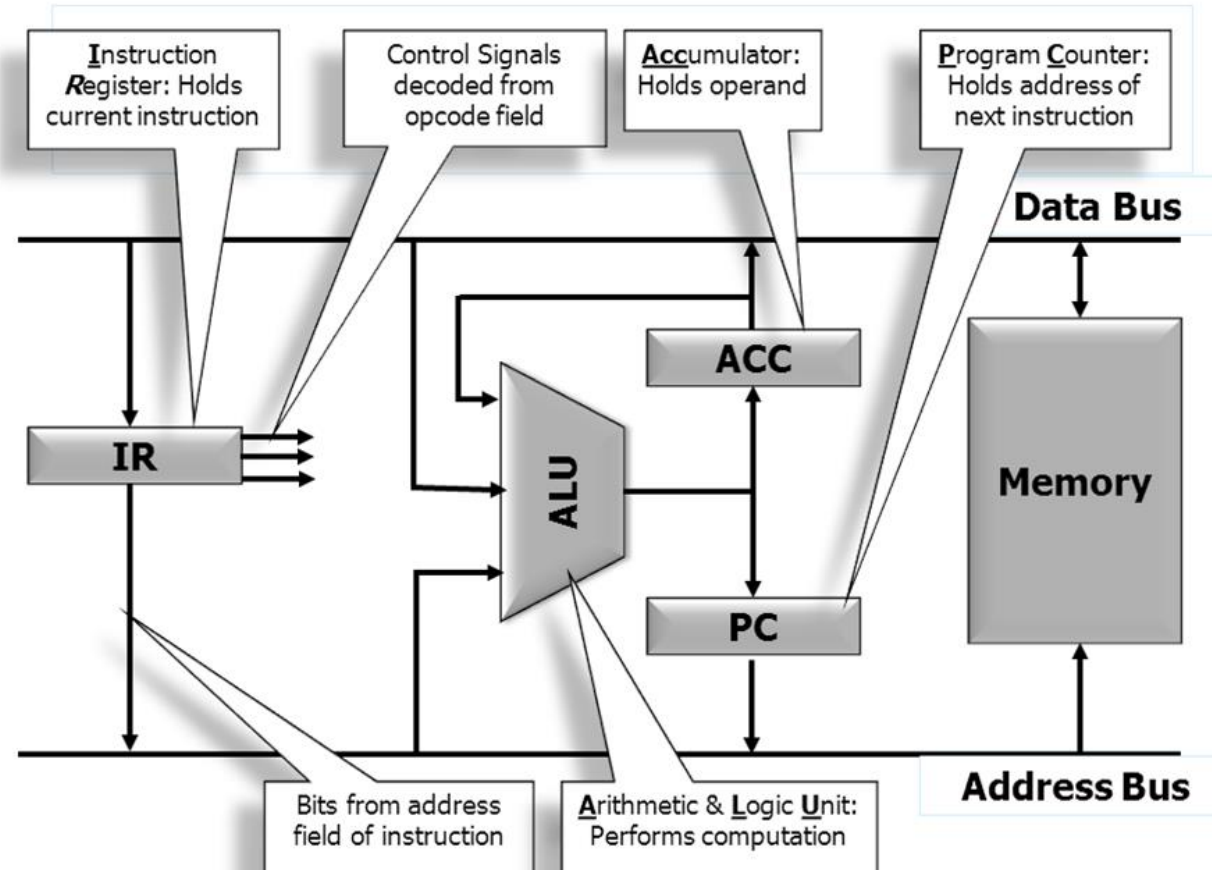 Instruction
Register: Holds
current instruction
Control Signals
decoded from
opcode field
Accumulator:
Holds operand
Program Counter:
Holds address of
next instruction
Data Bus
ACC
IR
ALU
Memory
PC
Address Bus
Bits from address
field of instruction
Arithmetic & Logic Unit:
Performs computation